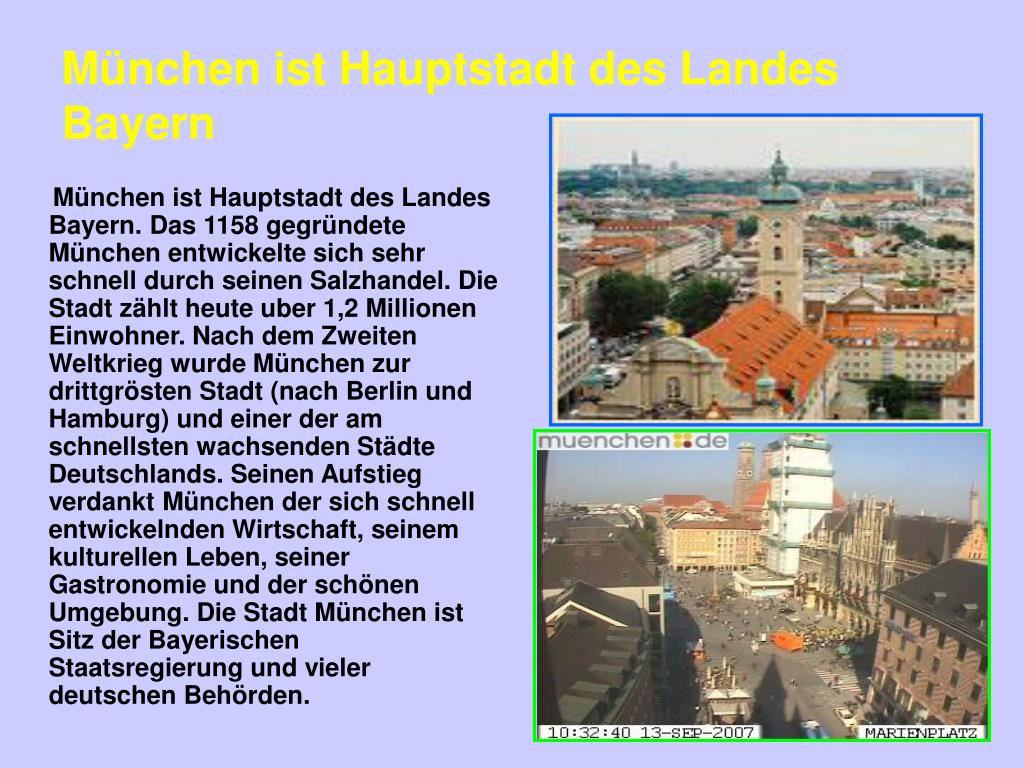 München ist Hauptstadt des Landes
Bayern
München ist Hauptstadt des Landes
Bayern. Das 1158 gegründete
München entwickelte sich sehr
schnell durch seinen Salzhandel. Die
Stadt zählt heute uber 1,2 Millionen
Einwohner. Nach dem Zweiten
Weltkrieg wurde München zur
drittgrösten Stadt (nach Berlin und
Hamburg) und einer der am
schnellsten wachsenden Städte
Deutschlands. Seinen Aufstieg
verdankt München der sich schnell
entwickelnden Wirtschaft, seinem
kulturellen Leben, seiner
Gastronomie und der schönen
Umgebung. Die Stadt München ist
Sitz der Bayerischen
Staatsregierung und vieler
deutschen Behörden.
muenchen de
10:32:40 13-SEP-2007
MARIENPLATZ